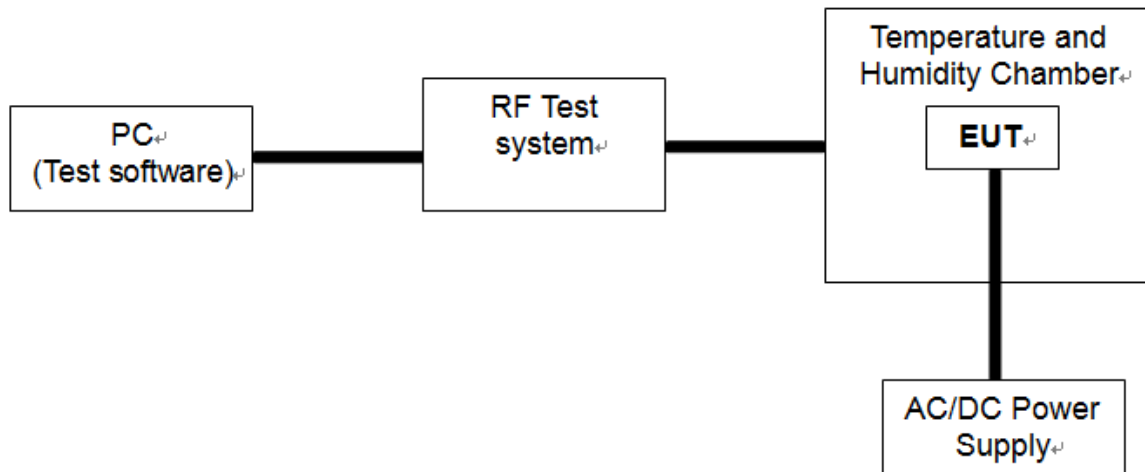 PC
(Test software)
RF Test
system
Temperature and
Humidity Chamber
EUT
AC/DC Power
Supply